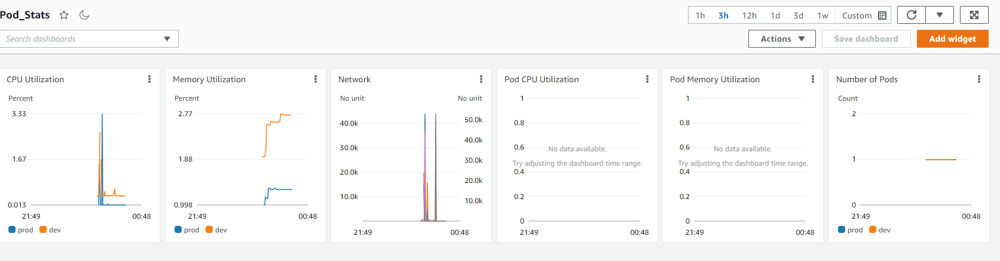 Pod_Stats
1h 3h 12h 1d 3d 1w Custom
Search dashboards
Actions
Save dashboard
Add widget
CPU Utilization
Percent
3.33
1.67
0.013
21:49 00:48
prod dev
Memory Utilization
Percent
2.77
1.88
0.998
21:49 00:48
prod dev
Network
No unit No unit
40.0k
30.0k
20.0k
10.0k
50.0k
40.0k
30.0k
20.0k
10.0k
21:49 00:48
Pod CPU Utilization
1
0.8
0.6
No data available.
Try adjusting the dashboard time range.
0.4
0.2
0
21:49 00:48
Pod Memory Utilization
1
0.8
0.6
No data available.
Try adjusting the dashboard time range.
0.4
0.2
0
21:49 00:48
Number of Pods
Count
2
1
0
21:49 00:48
prod dev